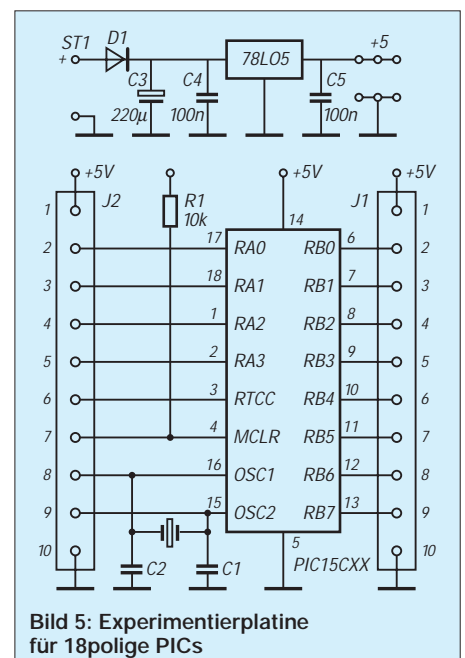 ST1
+
D1
C3
220µ
C4
100n
78L05
C5
100n
+5
+5V
J2
R1
10k
+5V
14
J1
+5V
1
1
2
17
RA0
RB0
6
2
3
18
RA1
RB1
7
3
4
1
RA2
RB2
8
4
5
2
RA3
RB3
9
5
6
3
RTCC
RB4
10
6
7
4
MCLR
RB5
11
7
8
16
OSC1
RB6
12
8
9
15
OSC2
RB7
13
9
10
C2
C1
5
PIC15CXX
10
Bild 5: Experimentierplatine
für 18polige PICs